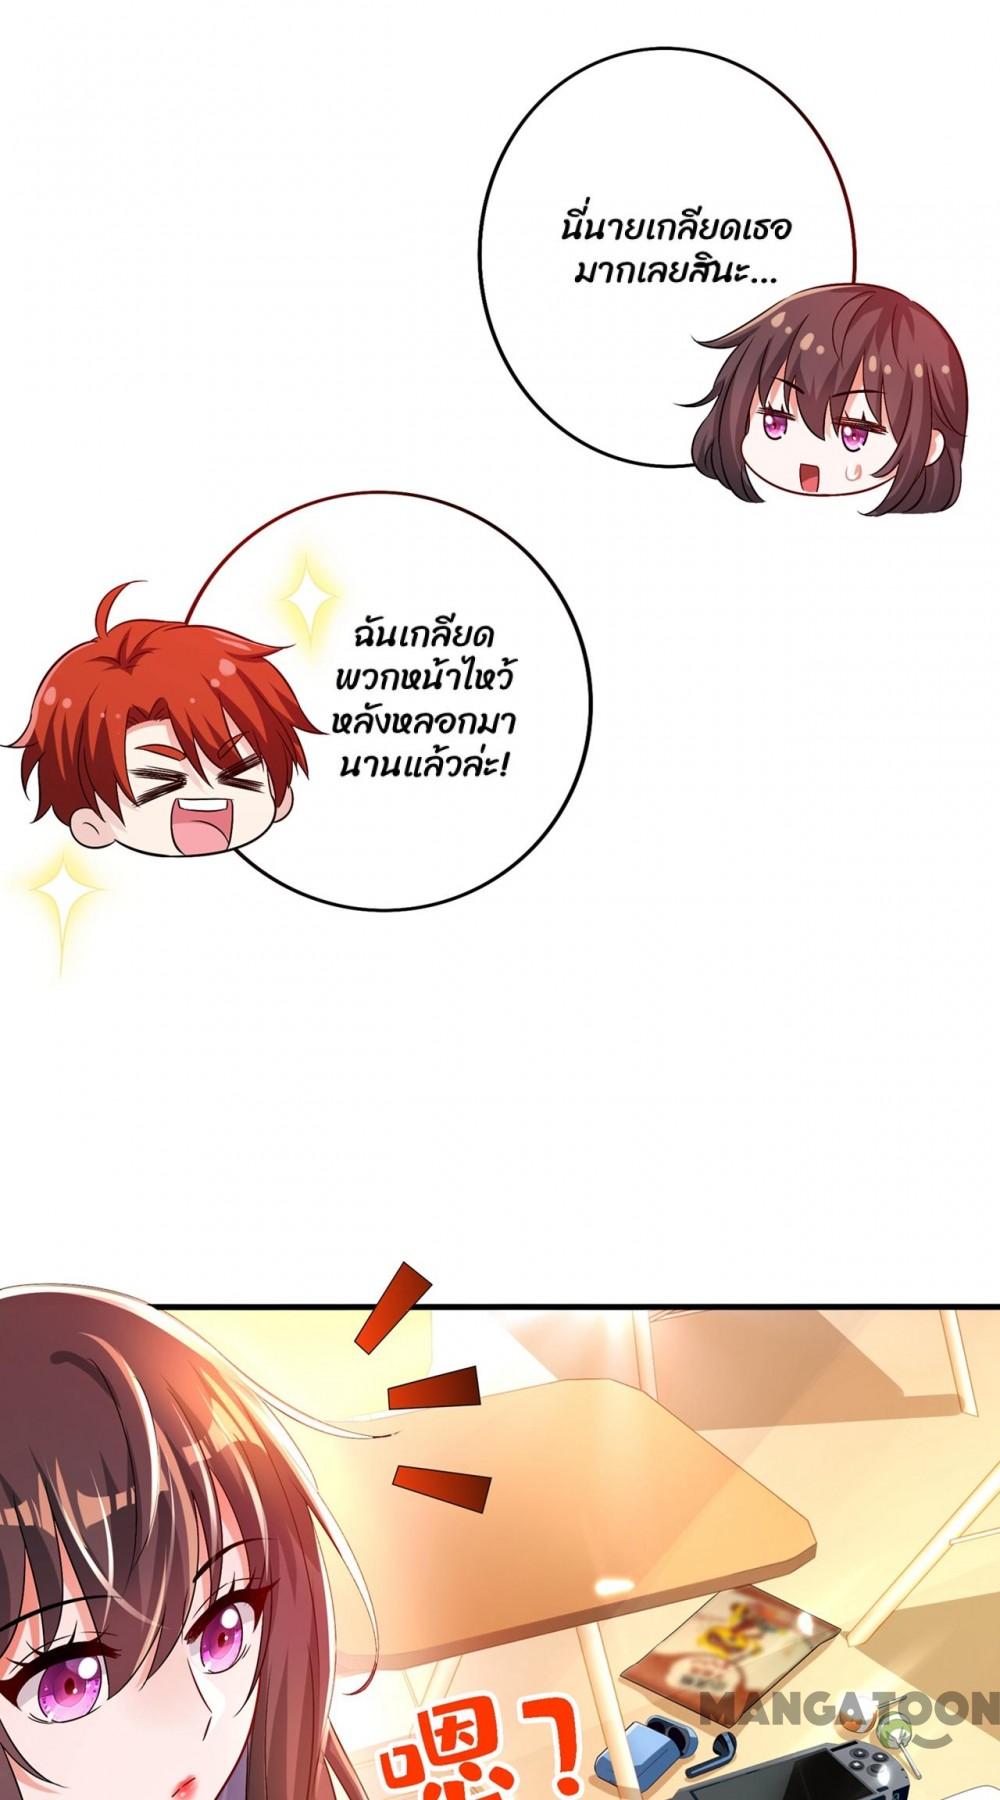 นี่นายเกลียดเธอ
มากเลยสินะ...
ฉันเกลียด
พวกหน้าไหว้
หลังหลอกมา
นานแล้วล่ะ!
嗯?
MANGATOON